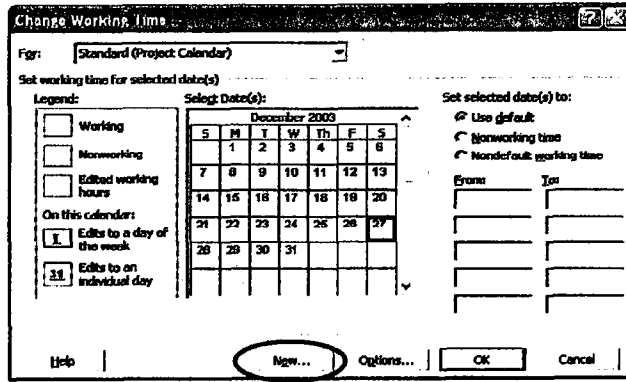 Change Working Time
For: Standard (Project Calendar)
Set working time for selected date(s)
Legend:
Working
Nonworking
Edited working
hours
On this calendar:
I Edits to a day of
the week
31 Edits to an
individual day
Select Date(s):
December 2003
S M T W Th F S
1 2 3 4 5 6
7 8 9 10 11 12 13
14 15 16 17 18 19 20
21 22 23 24 25 26 27
28 29 30 31
Set selected date(s) to:
Use default
Nonworking time
Nondefault working time
From: To:
Help New... Options... OK Cancel